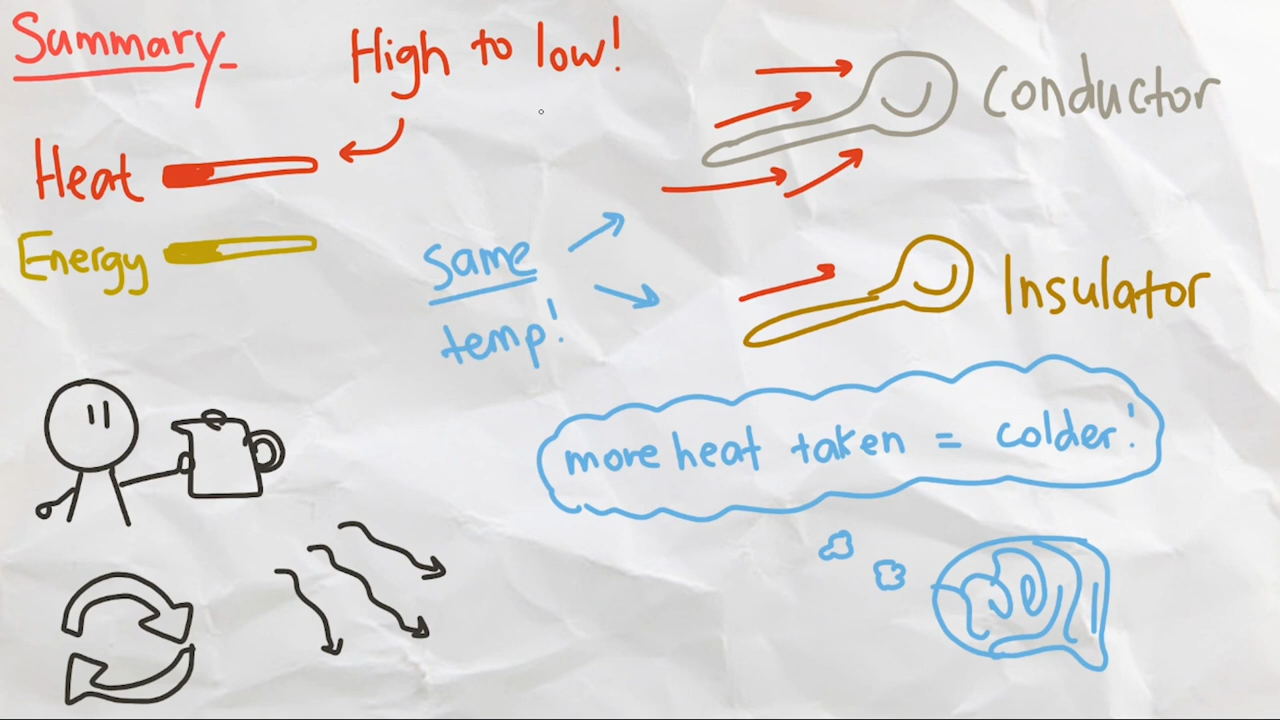 Summary
High to low!
Heat
Energy
Same
temp!
Conductor
Insulator
more heat taken = colder!